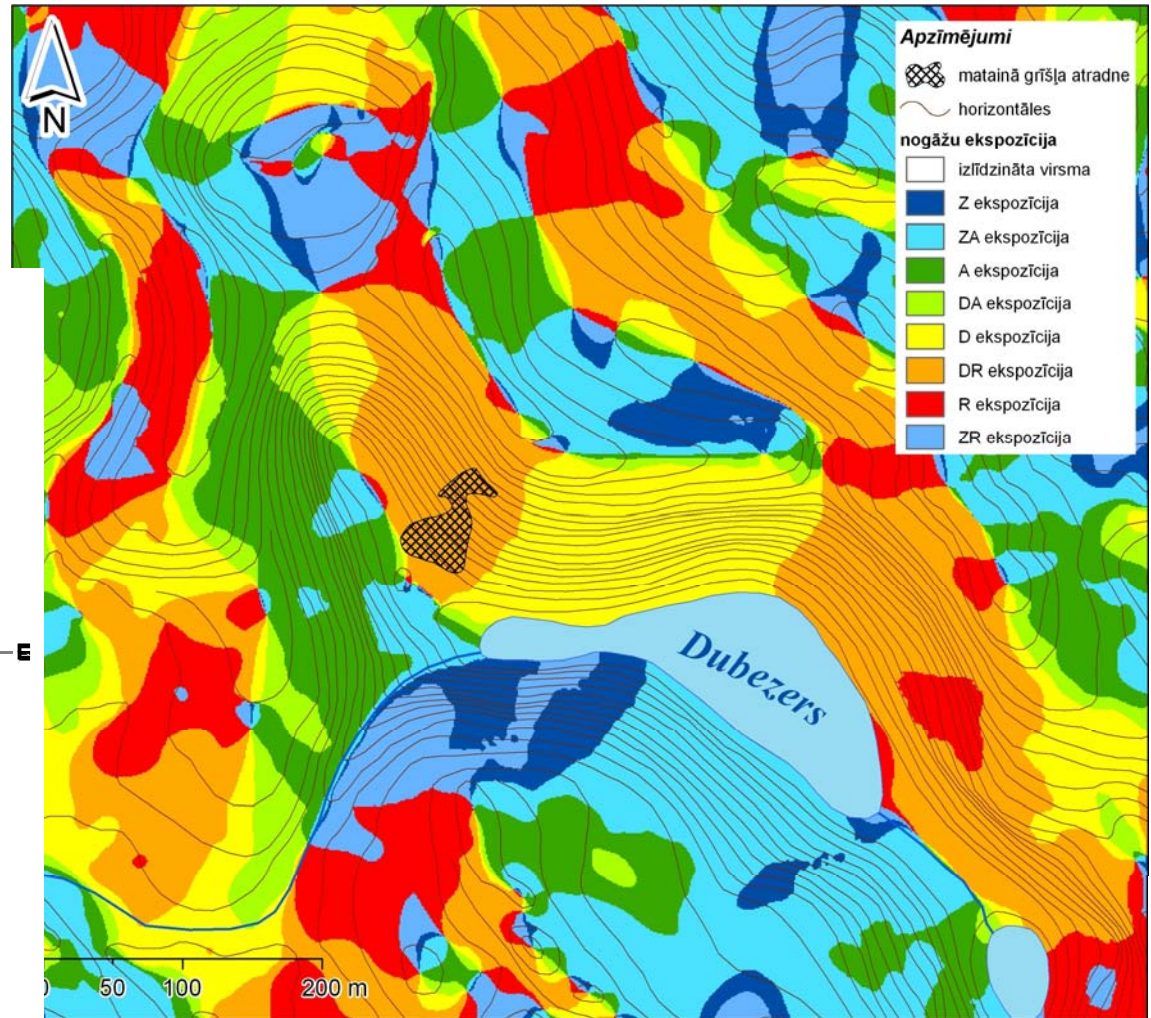 N
Apzīmējumi
matainā grīšļa atradne
horizontāles
nogāžu ekspozīcija
izlīdzināta virsma
Z ekspozīcija
ZA ekspozīcija
A ekspozīcija
DA ekspozīcija
D ekspozīcija
DR ekspozīcija
R ekspozīcija
ZR ekspozīcija
Dubezers
50 100 200 m